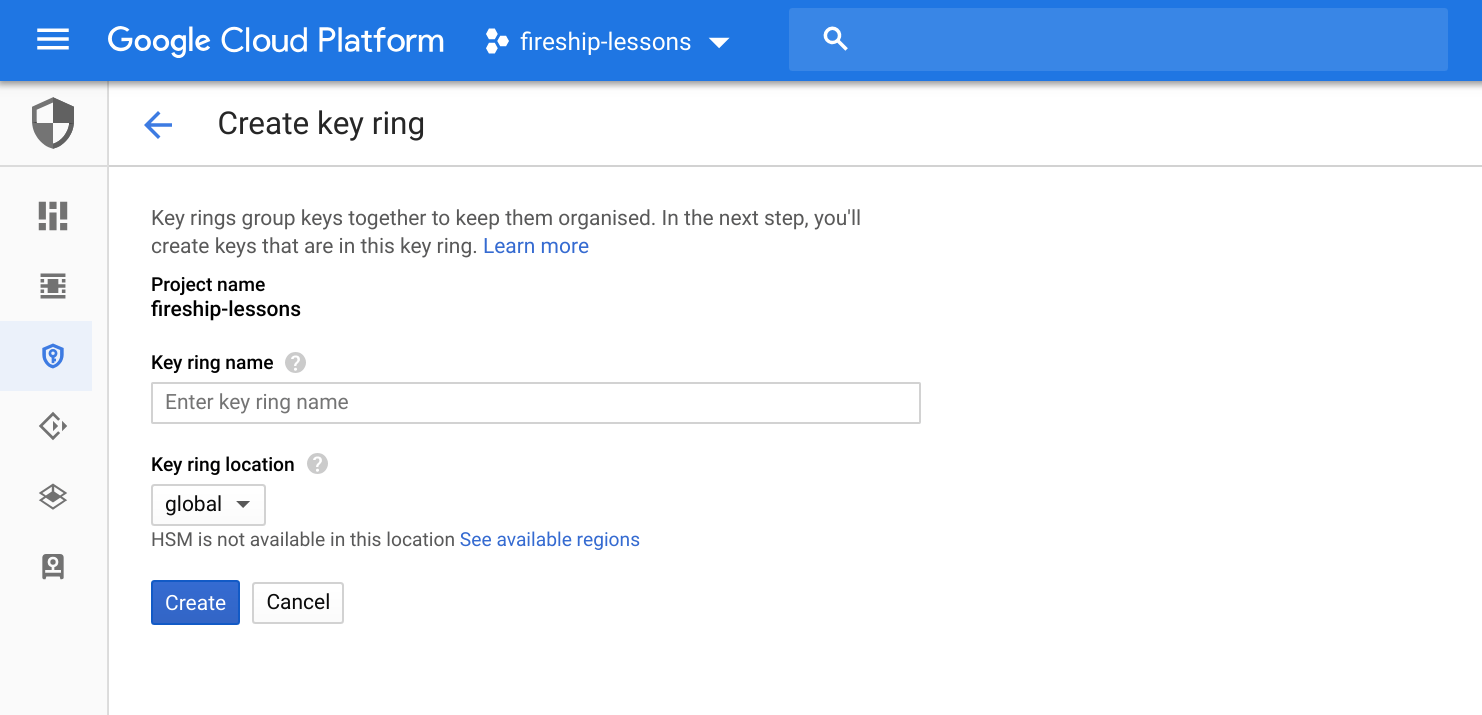 Google Cloud Platform
fireship-lessons
Create key ring
Key rings group keys together to keep them organised. In the next step, you'll
create keys that are in this key ring. Learn more
Project name
fireship-lessons
Key ring name ?
Enter key ring name
Key ring location ?
global
HSM is not available in this location See available regions
Create Cancel